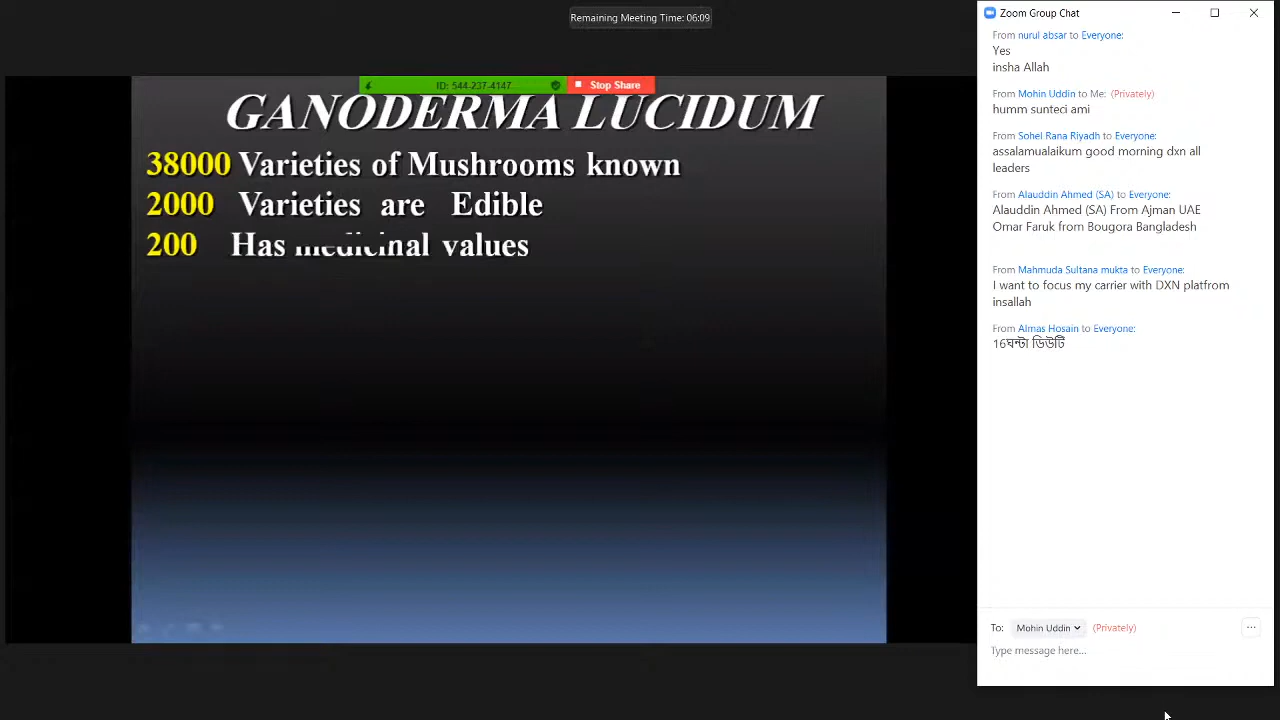 Remaining Meeting Time: 06:09
ID: 544-237-4147
Stop Share
GANODERMA LUCIDUM
38000 Varieties of Mushrooms known
2000 Varieties are Edible
200 Has medicinal values
Zoom Group Chat
From nurul absar to Everyone:
Yes
insha Allah
From Mohin Uddin to Me: (Privately)
humm sunteci ami
From Sohel Rana Riyadh to Everyone:
assalamualaikum good morning dxn all
leaders
From Alauddin Ahmed (SA) to Everyone:
Alauddin Ahmed (SA) From Ajman UAE
Omar Faruk from Bougora Bangladesh
From Mahmuda Sultana mukta to Everyone:
I want to focus my carrier with DXN platfrom
insallah
From Almas Hosain to Everyone:
16ঘন্টা ডিউটি
To: Mohin Uddin (Privately)
Type message here...